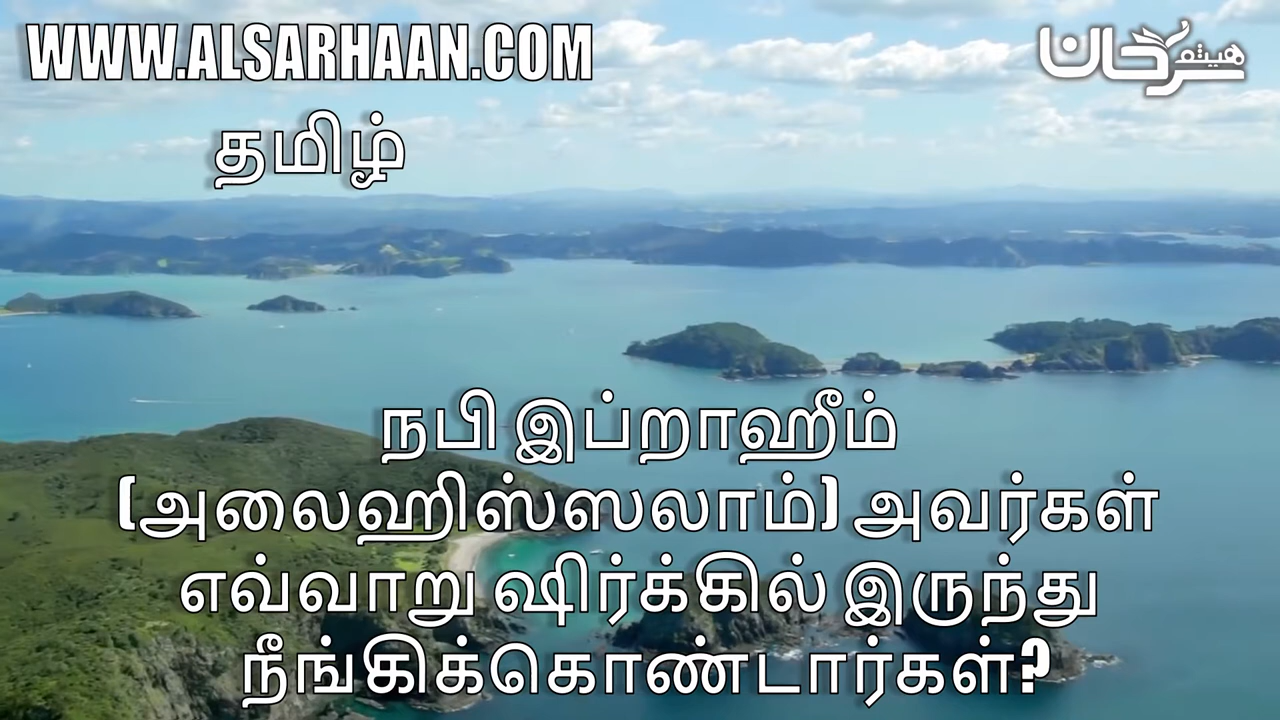 WWW.ALSARHAAN.COM
هيثم سرحان
தமிழ்
நபி இப்றாஹீம்
(அலைஹிஸ்ஸலாம்) அவர்கள்
எவ்வாறு ஷிர்க்கில் இருந்து
நீங்கிக்கொண்டார்கள்?